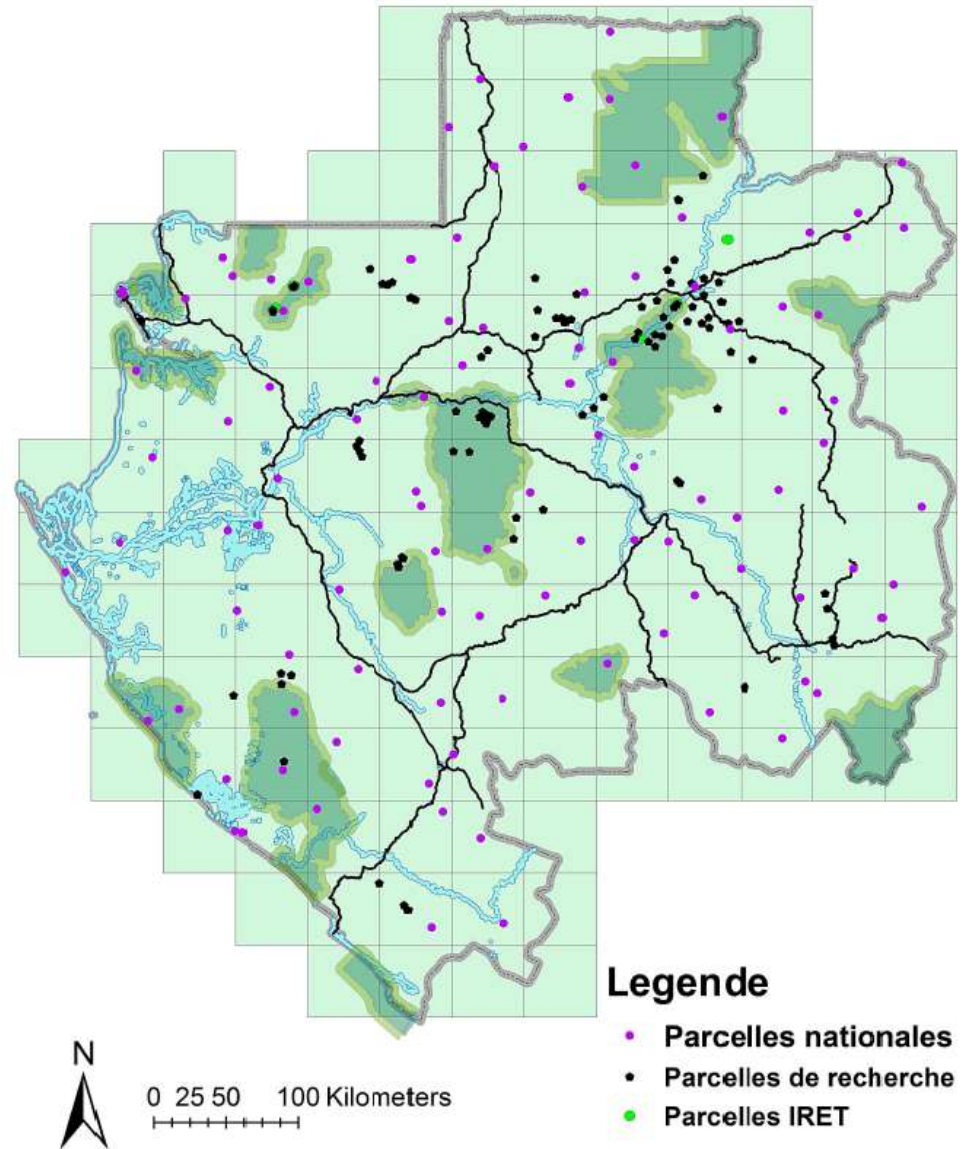 Legende
Parcelles nationales
Parcelles de recherche
Parcelles IRET
N
0 25 50 100 Kilometers